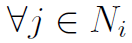 ∀j ∈ N_i